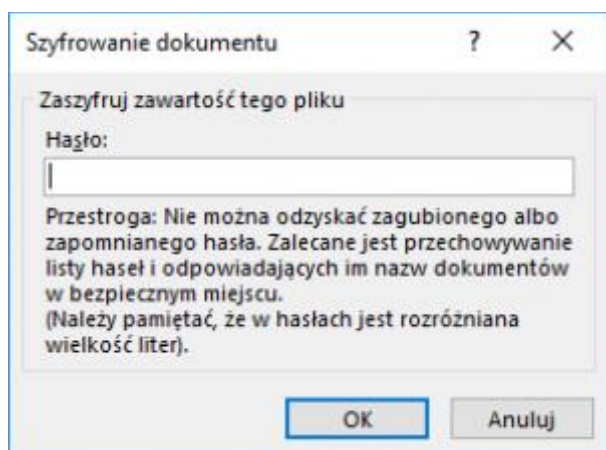 Szyfrowanie dokumentu ?
Zaszyfruj zawartość tego pliku
Hasło:
Przestroga: Nie można odzyskać zagubionego albo
zapomnianego hasła. Zalecane jest przechowywanie
listy haseł i odpowiadających im nazw dokumentów
w bezpiecznym miejscu.
(Należy pamiętać, że w hasłach jest rozróżniana
wielkość liter).
OK Anuluj